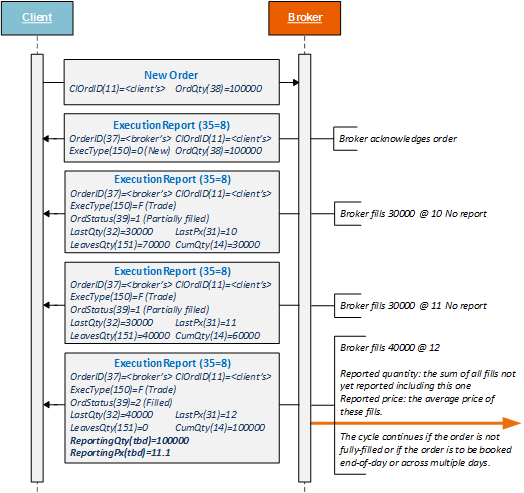 Client
Broker
New Order
ClOrdID(11)=<client's> OrdQty(38)=100000
ExecutionReport (35=8)
OrderID(37)=<broker's> ClOrdID(11)=<client's>
ExecType(150)=0 (New) OrdQty(38)=100000
Broker acknowledges order
ExecutionReport (35=8)
OrderID(37)=<broker's> ClOrdID(11)=<client's>
ExecType(150)=F (Trade)
OrdStatus(39)=1 (Partially filled)
LastQty(32)=30000 LastPx(31)=10
LeavesQty(151)=70000 CumQty(14)=30000
Broker fills 30000 @ 10 No report
ExecutionReport (35=8)
OrderID(37)=<broker's> ClOrdID(11)=<client's>
ExecType(150)=F (Trade)
OrdStatus(39)=1 (Partially filled)
LastQty(32)=30000 LastPx(31)=11
LeavesQty(151)=40000 CumQty(14)=60000
Broker fills 30000 @ 11 No report
ExecutionReport (35=8)
OrderID(37)=<broker's> ClOrdID(11)=<client's>
ExecType(150)=F (Trade)
OrdStatus(39)=2 (Filled)
LastQty(32)=40000 LastPx(31)=12
LeavesQty(151)=0 CumQty(14)=100000
ReportingQty(tbd)=100000
ReportingPx(tbd)=11.1
Broker fills 40000 @ 12
Reported quantity: the sum of all fills not
yet reported including this one
Reported price: the average price of
these fills.
The cycle continues if the order is not
fully-filled or if the order is to be booked
end-of-day or across multiple days.